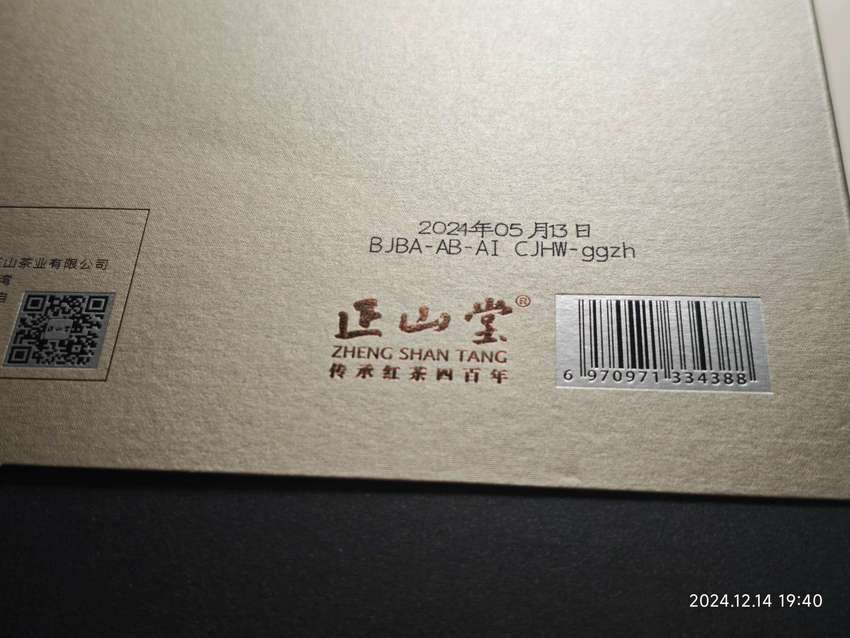 2024年05月13日
BJBA-AB-AI CJHW-ggzh
正山茶业有限公司
湾
正山堂®
ZHENG SHAN TANG
传承红茶四百年
6 970971 334388
2024.12.14 19:40